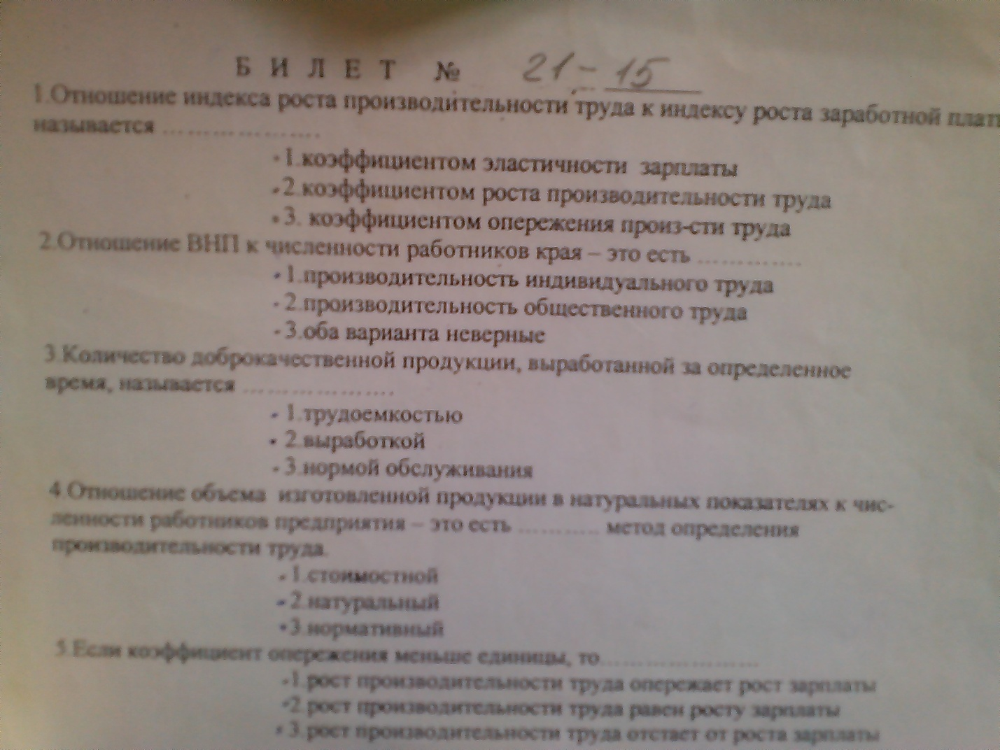 БИЛЕТ № 21-15
1.Отношение индекса роста производительности труда к индексу роста заработной плат
называется ....................
- 1.коэффициентом эластичности зарплаты
- 2.коэффициентом роста производительности труда
- 3. коэффициентом опережения произ-сти труда
2.Отношение ВНП к численности работников края – это есть ..............
- 1.производительность индивидуального труда
- 2.производительность общественного труда
- 3.оба варианта неверные
3.Количество доброкачественной продукции, выработанной за определенное
время, называется ....................
- 1.трудоемкостью
- 2.выработкой
- 3.нормой обслуживания
4.Отношение объема изготовленной продукции в натуральных показателях к чис-
ленности работников предприятия – это есть ........... метод определения
производительности труда.
- 1.стоимостной
- 2.натуральный
- 3.нормативный
5.Если коэффициент опережения меньше единицы, то.....................
- 1.рост производительности труда опережает рост зарплаты
- 2.рост производительности труда равен росту зарплаты
- 3.рост производительности труда отстает от роста зарплаты